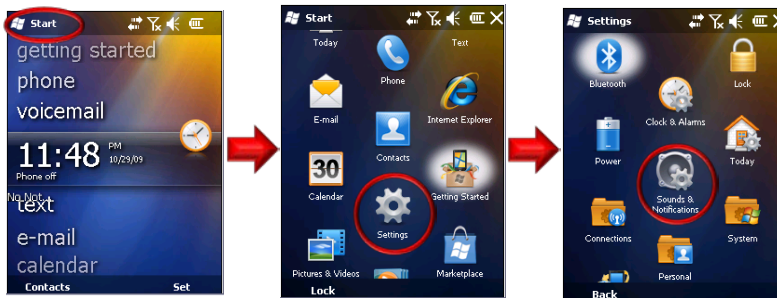 Start
getting started
phone
voicemail
11:48 PM
10/29/09
Phone off
No Not
text
e-mail
calendar
Contacts Set
Start
Today Text
Phone
E-mail Internet Explorer
Contacts
30
Calendar Getting Started
Settings
Pictures & Videos Marketplace
Lock
Settings
Bluetooth Lock
Clock & Alarms
Power Today
Sounds &
Notifications
Connections System
Personal
Back